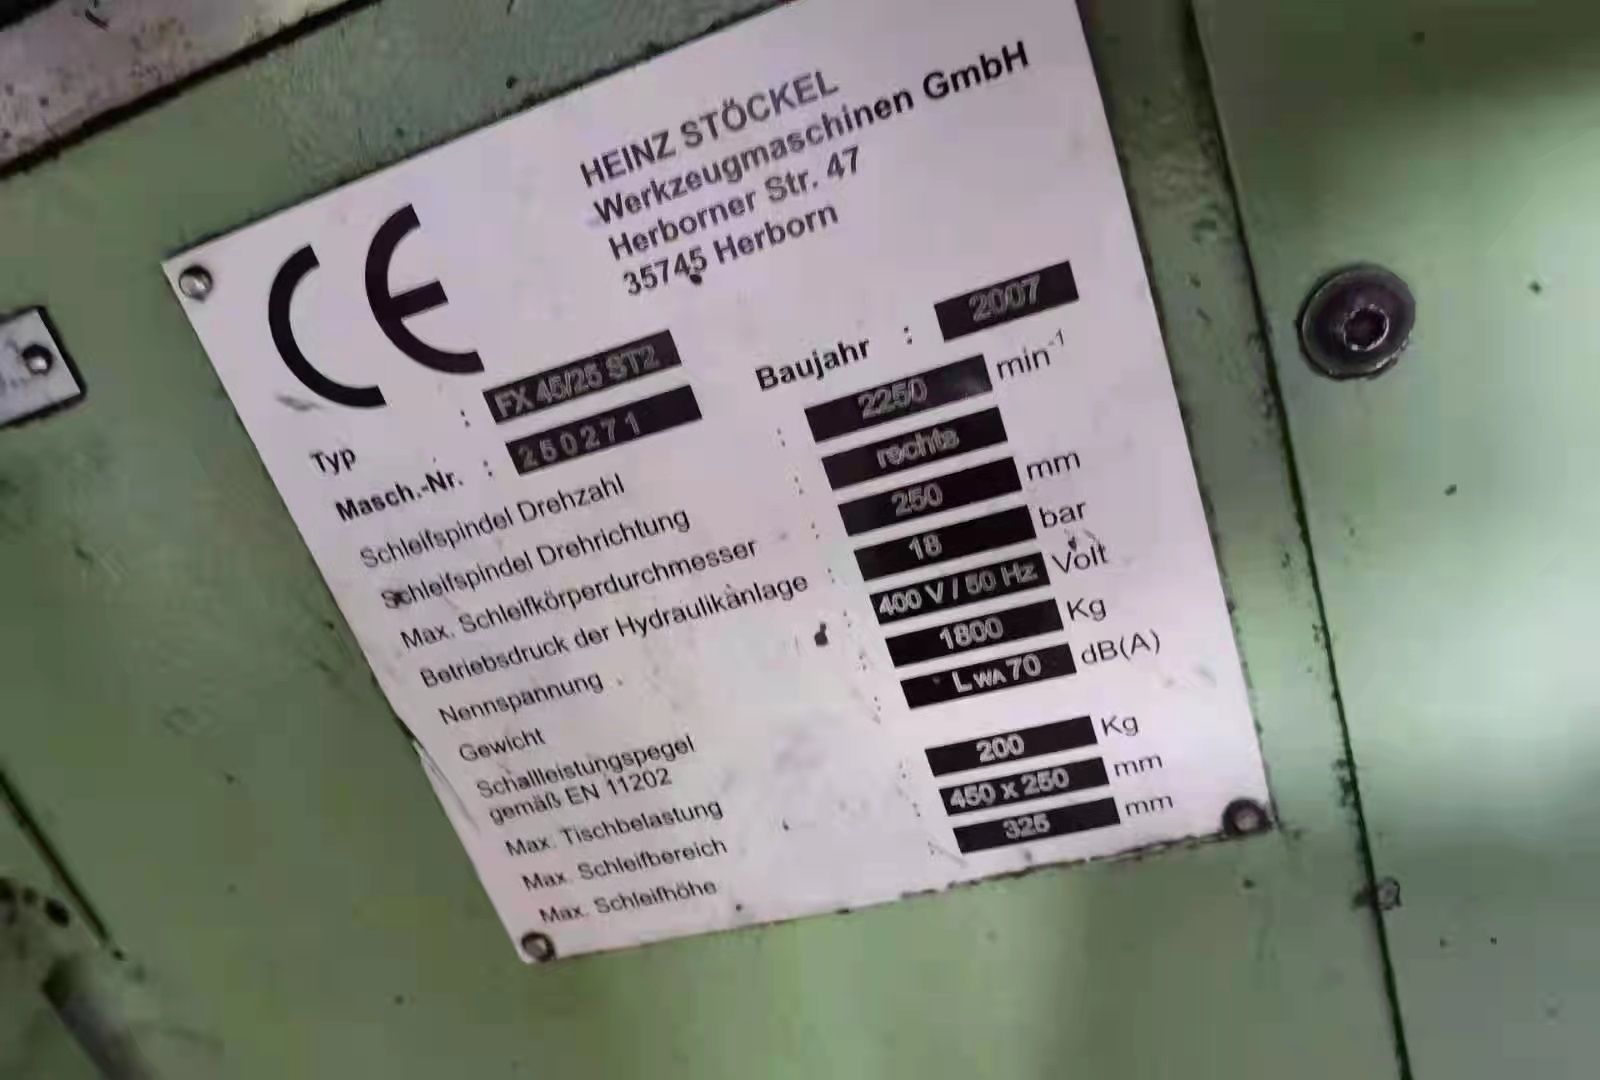 HEINZ STÖCKEL
Werkzeugmaschinen GmbH
Herborner Str. 47
35745 Herborn
CE
Typ : FX 45/25 ST2
Baujahr : 2007
Masch.-Nr. : 250271
Schleifspindel Drehzahl : 2250 min-1
Schleifspindel Drehrichtung : rechts
Max. Schleifkörperdurchmesser : 250 mm
Betriebsdruck der Hydraulikanlage : 18 bar
Nennspannung : 400 V / 50 Hz Volt
Gewicht : 1800 Kg
Schallleistungspegel : LWA 70 dB(A)
gemäß EN 11202
Max. Tischbelastung : 200 Kg
Max. Schleifbereich : 450 x 250 mm
Max. Schleifhöhe : 325 mm